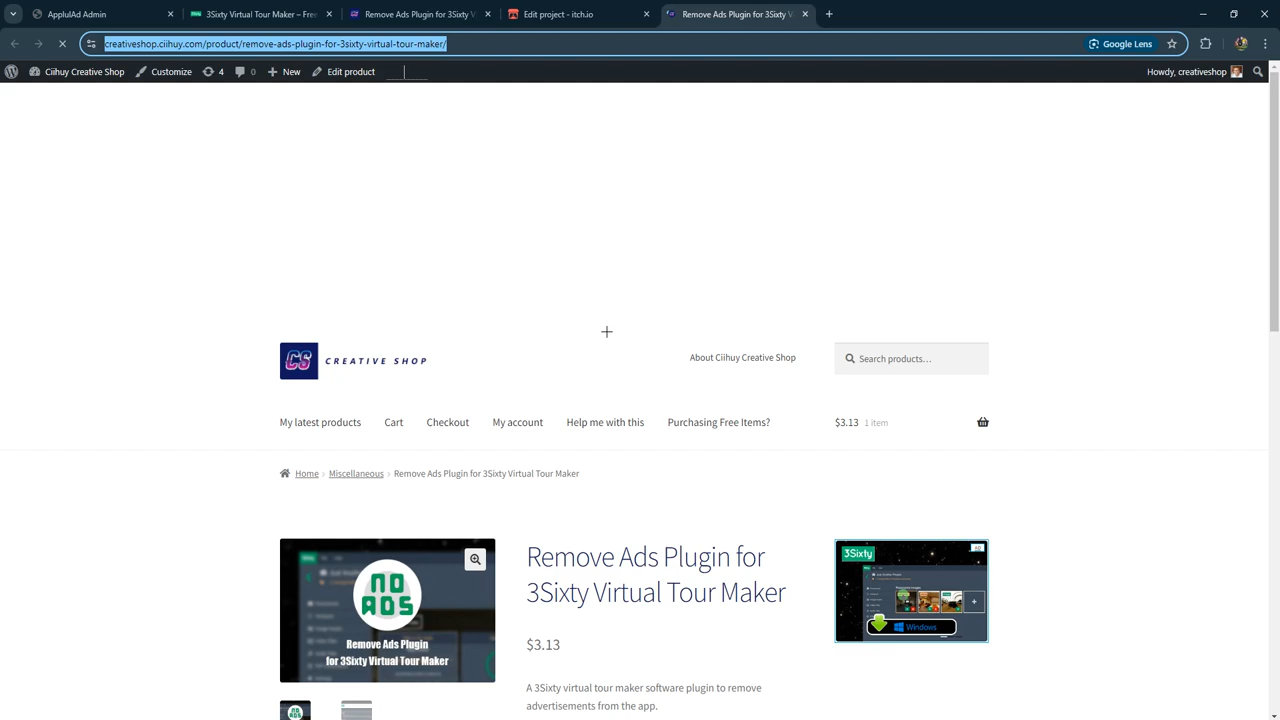 AppluIAd Admin
3Sixty Virtual Tour Maker – Free
Remove Ads Plugin for 3Sixty V
Edit project - itch.io
Remove Ads Plugin for 3Sixty V
creativeshop.ciihuy.com/product/remove-ads-plugin-for-3sixty-virtual-tour-maker/
Google Lens
Ciihuy Creative Shop
Customize
4
0
New
Edit product
Howdy, creativeshop
CS CREATIVE SHOP
About Ciihuy Creative Shop
Search products…
My latest products
Cart
Checkout
My account
Help me with this
Purchasing Free Items?
$3.13 1 item
Home
Miscellaneous
Remove Ads Plugin for 3Sixty Virtual Tour Maker
NO
ADS
Remove Ads Plugin
for 3Sixty Virtual Tour Maker
Remove Ads Plugin for
3Sixty Virtual Tour Maker
$3.13
A 3Sixty virtual tour maker software plugin to remove
advertisements from the app.
3Sixty
Windows